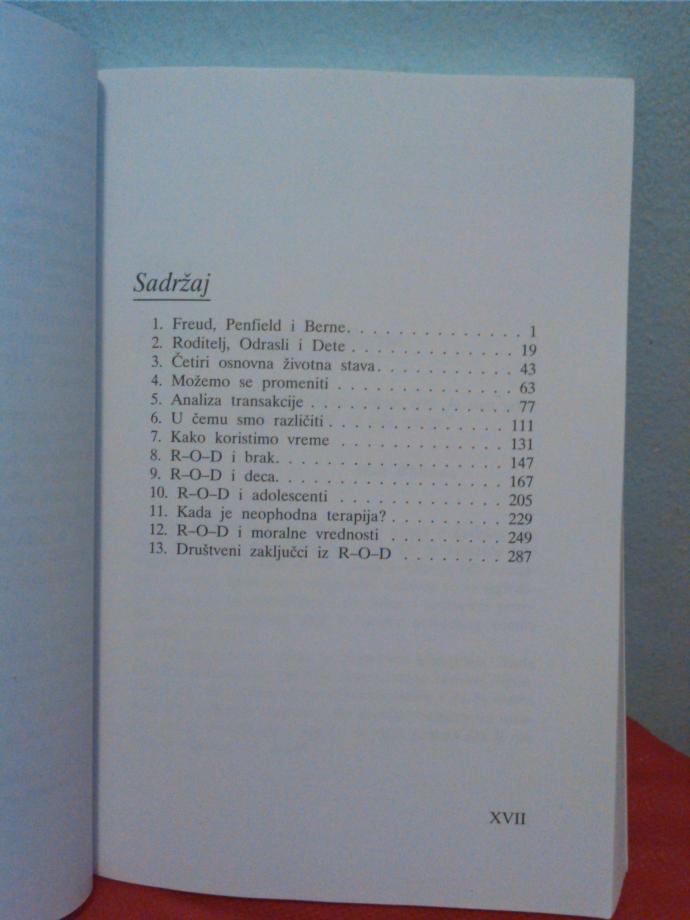 Sadržaj
1. Freud, Penfield i Berne. . . . . . . . . . . . . . 1
2. Roditelj, Odrasli i Dete . . . . . . . . . . . . . 19
3. Četiri osnovna životna stava. . . . . . . . . . . 43
4. Možemo se promeniti . . . . . . . . . . . . . . 63
5. Analiza transakcije . . . . . . . . . . . . . . . . 77
6. U čemu smo različiti . . . . . . . . . . . . . . 111
7. Kako koristimo vreme . . . . . . . . . . . . . 131
8. R–O–D i brak. . . . . . . . . . . . . . . . . . 147
9. R–O–D i deca. . . . . . . . . . . . . . . . . . 167
10. R–O–D i adolescenti . . . . . . . . . . . . . 205
11. Kada je neophodna terapija? . . . . . . . . . 229
12. R–O–D i moralne vrednosti . . . . . . . . . 249
13. Društveni zaključci iz R–O–D . . . . . . . . 287
XVII